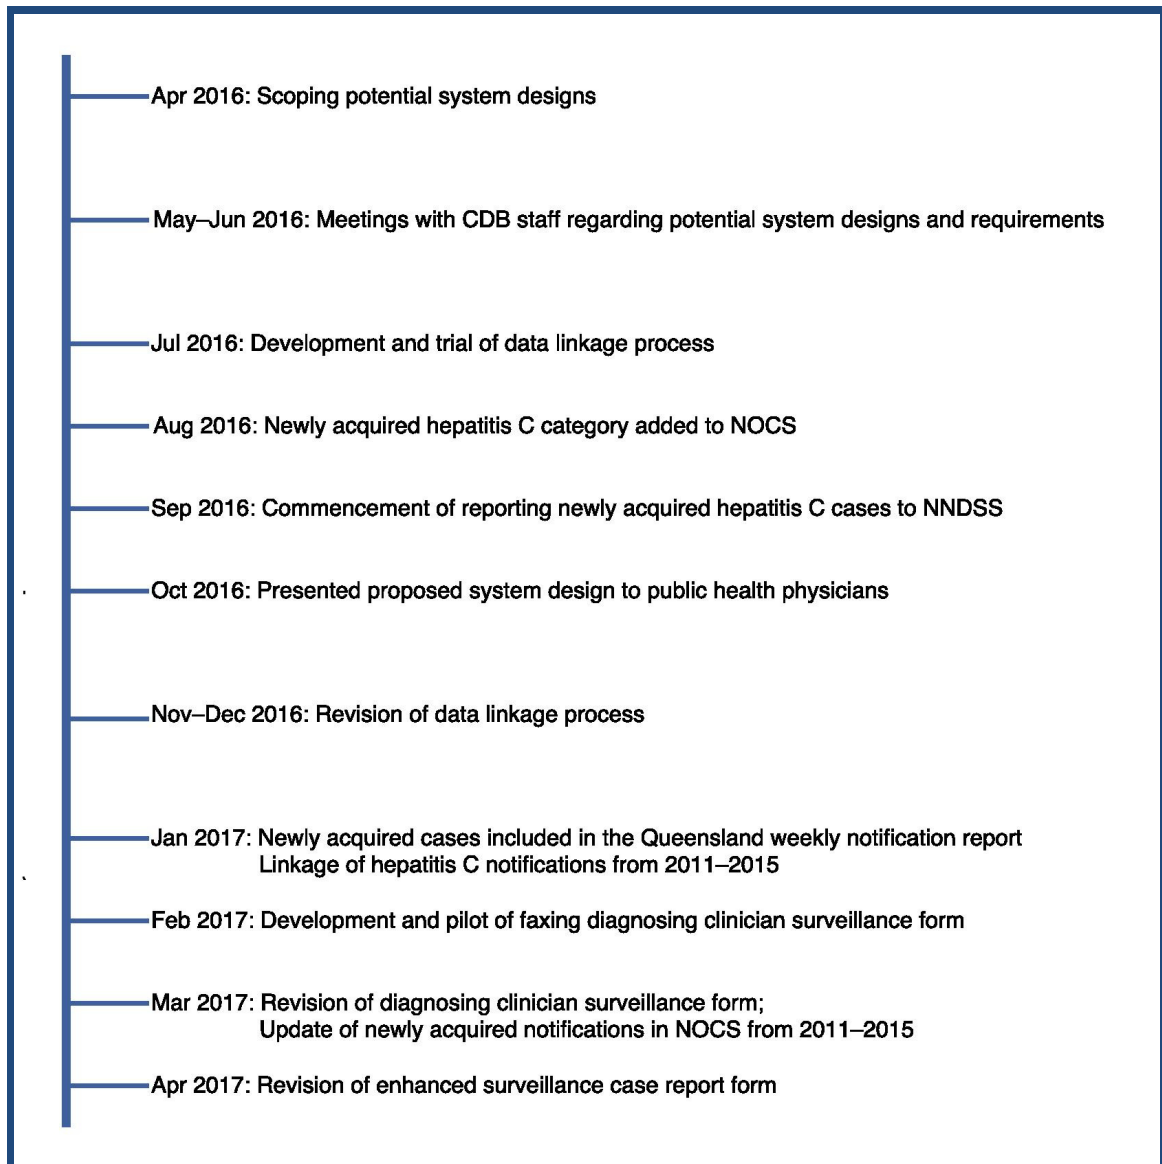 Apr 2016: Scoping potential system designs
May–Jun 2016: Meetings with CDB staff regarding potential system designs and requirements
Jul 2016: Development and trial of data linkage process
Aug 2016: Newly acquired hepatitis C category added to NOCS
Sep 2016: Commencement of reporting newly acquired hepatitis C cases to NNDSS
Oct 2016: Presented proposed system design to public health physicians
Nov–Dec 2016: Revision of data linkage process
Jan 2017: Newly acquired cases included in the Queensland weekly notification report
Linkage of hepatitis C notifications from 2011–2015
Feb 2017: Development and pilot of faxing diagnosing clinician surveillance form
Mar 2017: Revision of diagnosing clinician surveillance form;
Update of newly acquired notifications in NOCS from 2011–2015
Apr 2017: Revision of enhanced surveillance case report form